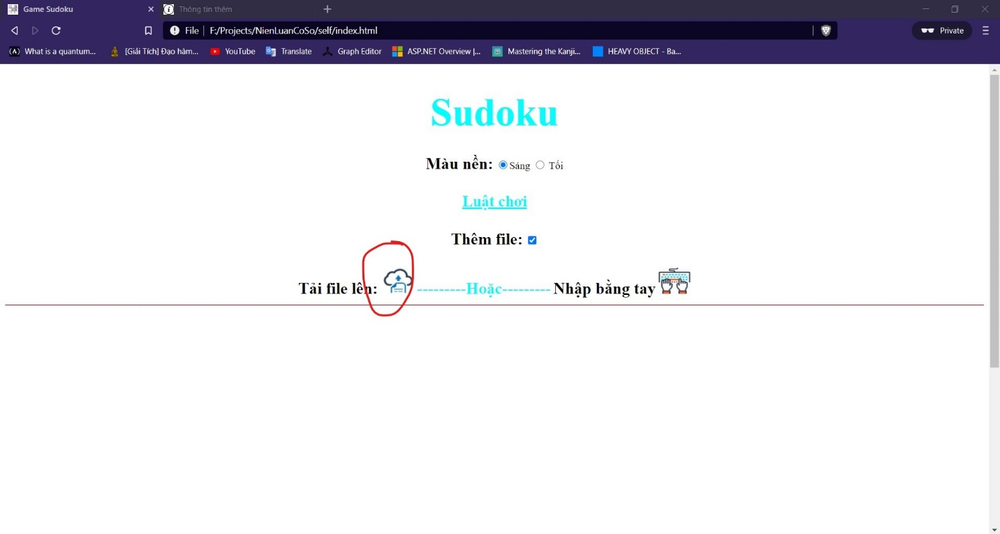 Game Sudoku
Thông tin thêm
File F:/Projects/NienLuanCoSo/self/index.html
Private
What is a quantum...
[Giải Tích] Đạo hàm...
YouTube
Translate
Graph Editor
ASP.NET Overview |...
Mastering the Kanji...
HEAVY OBJECT - Ba...
Sudoku
Màu nền: Sáng Tối
Luật chơi
Thêm file:
Tải file lên: ---------Hoặc--------- Nhập bằng tay